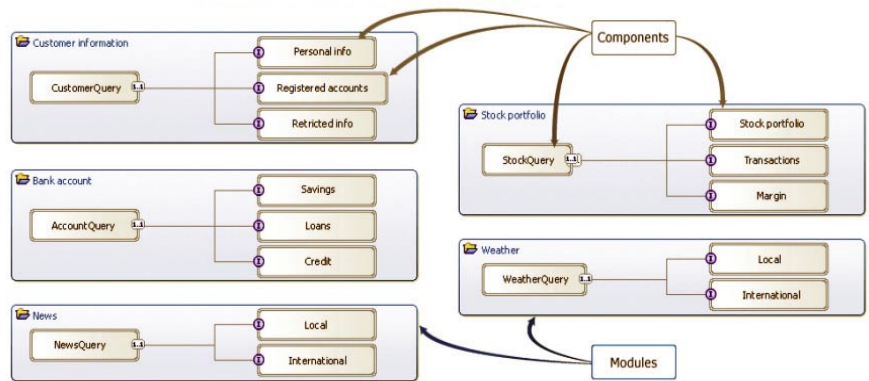 Components
Customer information
Personal info
CustomerQuery 1..1
Registered accounts
Retricted info
Stock portfolio
Stock portfolio
StockQuery 1..1
Transactions
Margin
Bank account
Savings
AccountQuery 1..1
Loans
Credit
Weather
Local
WeatherQuery 1..1
International
News
Local
NewsQuery 1..1
International
Modules